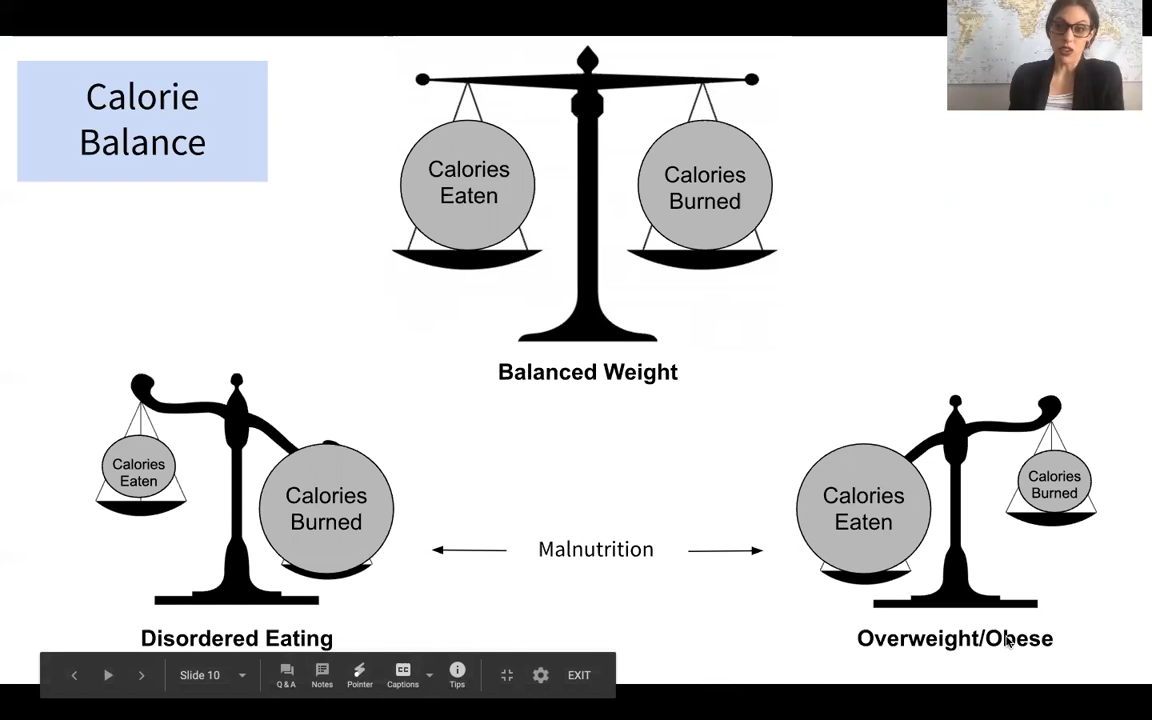 Calorie
Balance
Calories
Eaten
Calories
Burned
Balanced Weight
Calories
Eaten
Calories
Burned
Calories
Eaten
Calories
Burned
Malnutrition
Disordered Eating
Overweight/Obese
Slide 10
Q & A
Notes
Pointer
Captions
Tips
EXIT